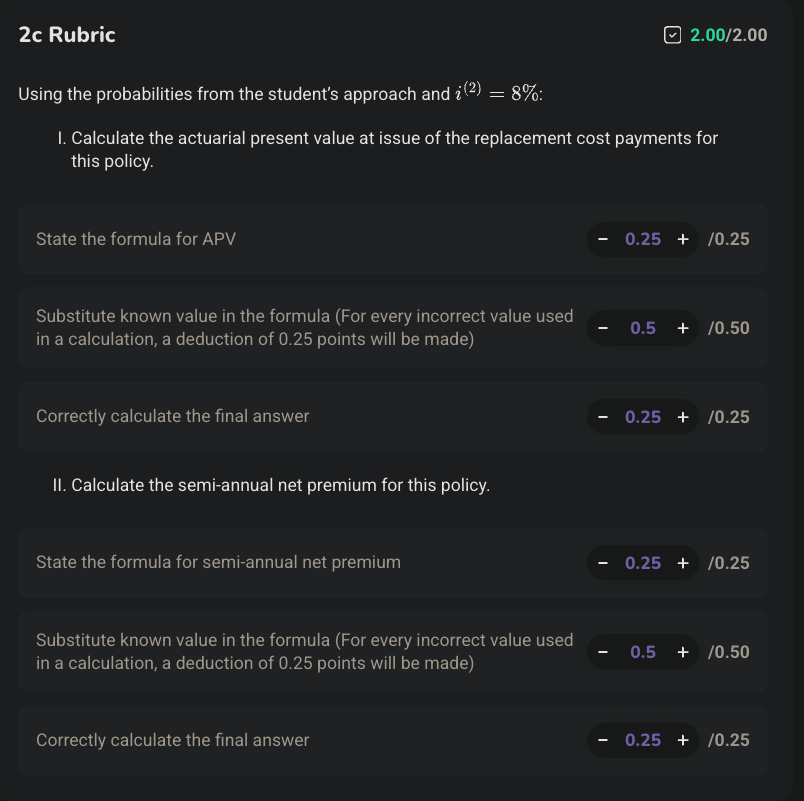 2c Rubric 2.00/2.00
Using the probabilities from the student’s approach and i⁽²⁾ = 8%:
I. Calculate the actuarial present value at issue of the replacement cost payments for
this policy.
State the formula for APV − 0.25 + /0.25
Substitute known value in the formula (For every incorrect value used
in a calculation, a deduction of 0.25 points will be made) − 0.5 + /0.50
Correctly calculate the final answer − 0.25 + /0.25
II. Calculate the semi-annual net premium for this policy.
State the formula for semi-annual net premium − 0.25 + /0.25
Substitute known value in the formula (For every incorrect value used
in a calculation, a deduction of 0.25 points will be made) − 0.5 + /0.50
Correctly calculate the final answer − 0.25 + /0.25